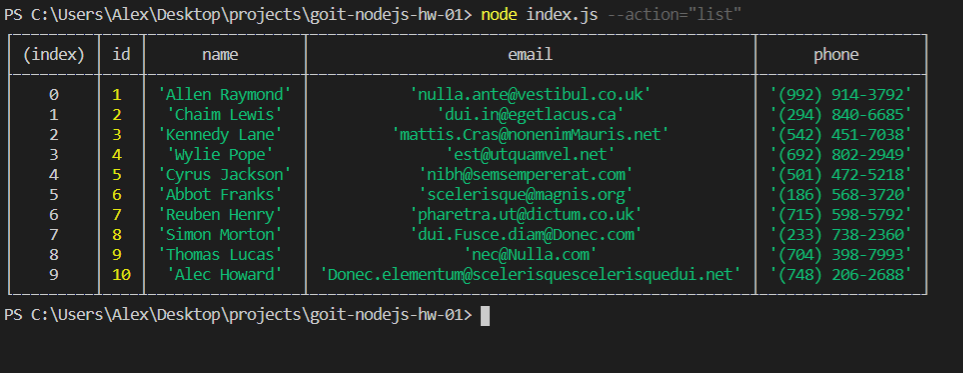 PS C:\Users\Alex\Desktop\projects\goit-nodejs-hw-01> node index.js --action="list"
(index) id name email phone
0 1 'Allen Raymond' 'nulla.ante@vestibul.co.uk' '(992) 914-3792'
1 2 'Chaim Lewis' 'dui.in@egetlacus.ca' '(294) 840-6685'
2 3 'Kennedy Lane' 'mattis.Cras@nonenimMauris.net' '(542) 451-7038'
3 4 'Wylie Pope' 'est@utquamvel.net' '(692) 802-2949'
4 5 'Cyrus Jackson' 'nibh@semsempererat.com' '(501) 472-5218'
5 6 'Abbot Franks' 'scelerisque@magnis.org' '(186) 568-3720'
6 7 'Reuben Henry' 'pharetra.ut@dictum.co.uk' '(715) 598-5792'
7 8 'Simon Morton' 'dui.Fusce.diam@Donec.com' '(233) 738-2360'
8 9 'Thomas Lucas' 'nec@Nulla.com' '(704) 398-7993'
9 10 'Alec Howard' 'Donec.elementum@scelerisquescelerisquedui.net' '(748) 206-2688'
PS C:\Users\Alex\Desktop\projects\goit-nodejs-hw-01>